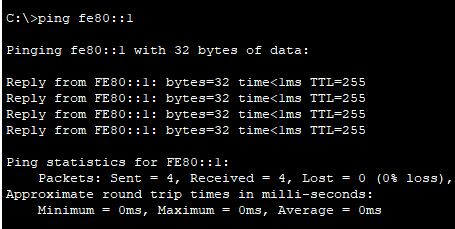 C:\>ping fe80::1
Pinging fe80::1 with 32 bytes of data:
Reply from FE80::1: bytes=32 time<1ms TTL=255
Reply from FE80::1: bytes=32 time<1ms TTL=255
Reply from FE80::1: bytes=32 time<1ms TTL=255
Reply from FE80::1: bytes=32 time<1ms TTL=255
Ping statistics for FE80::1:
    Packets: Sent = 4, Received = 4, Lost = 0 (0% loss),
Approximate round trip times in milli-seconds:
    Minimum = 0ms, Maximum = 0ms, Average = 0ms